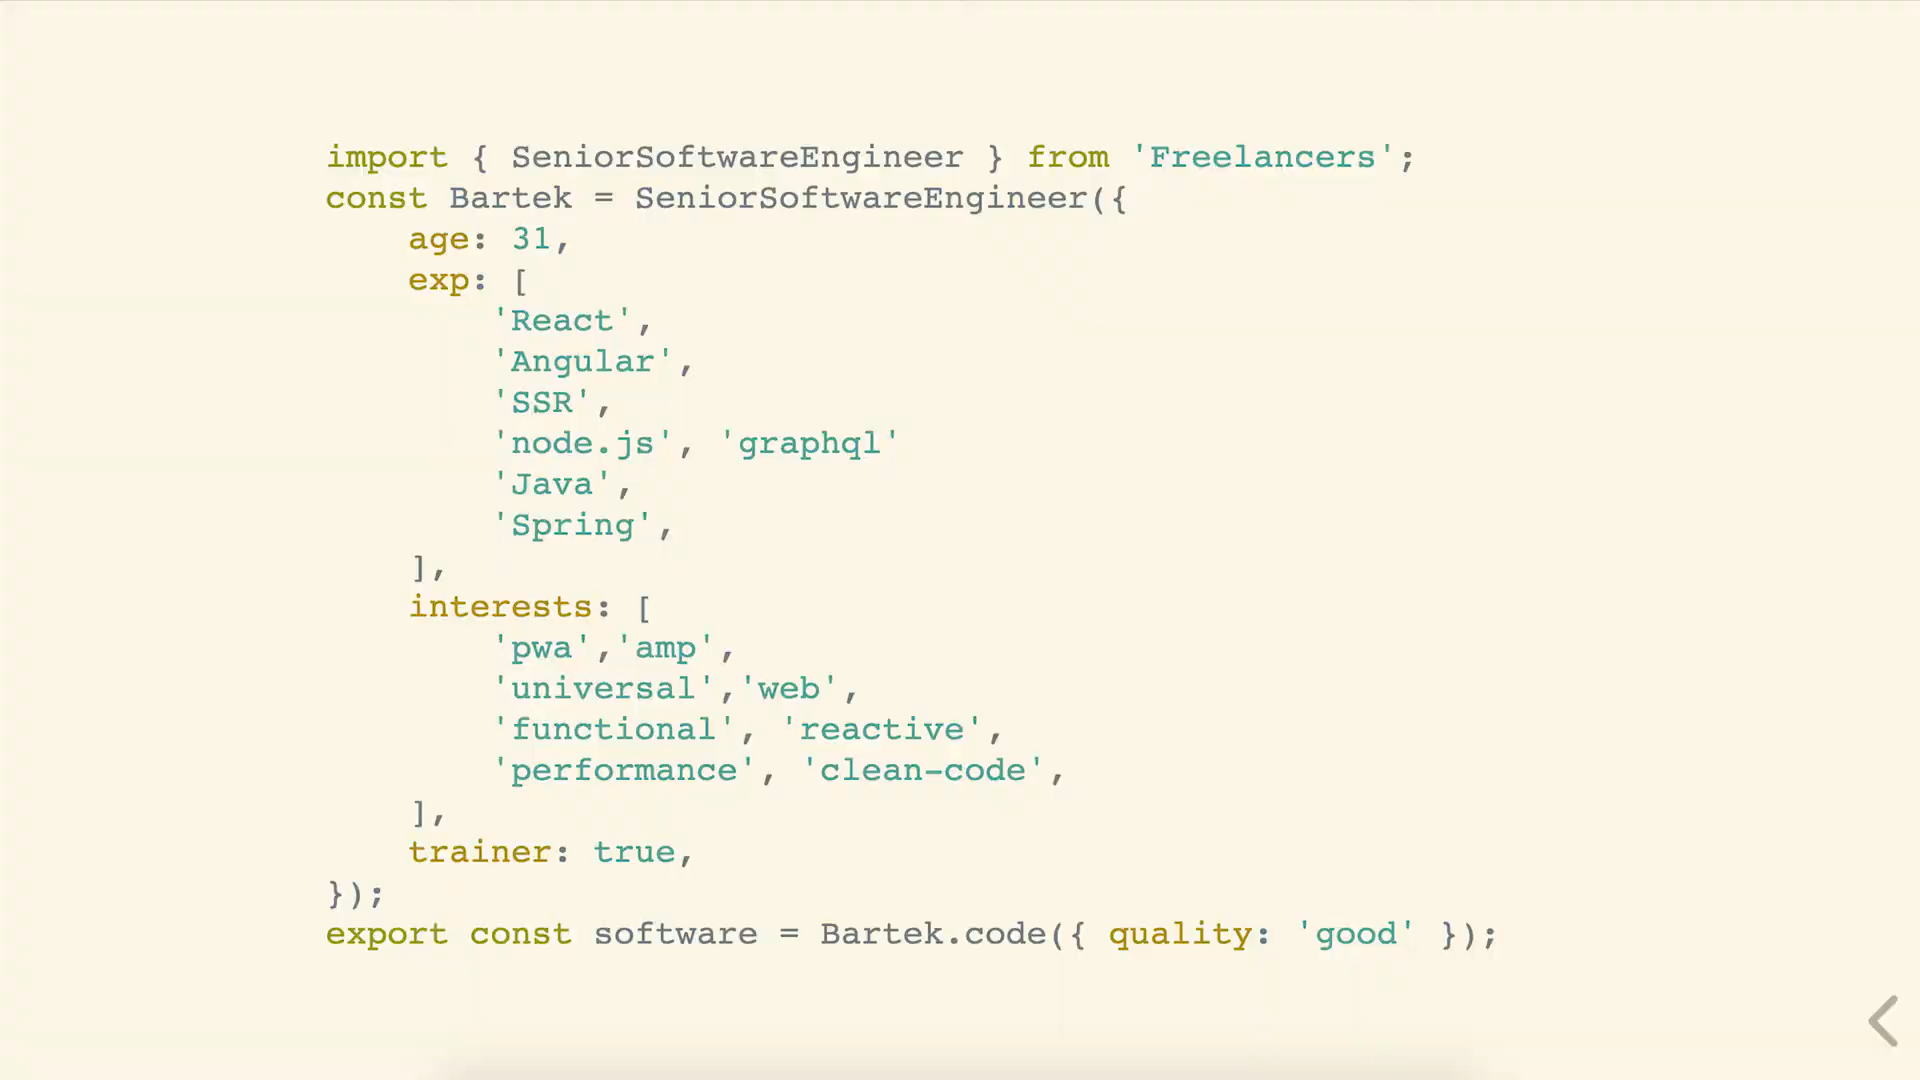 import { SeniorSoftwareEngineer } from 'Freelancers';
const Bartek = SeniorSoftwareEngineer({
    age: 31,
    exp: [
        'React',
        'Angular',
        'SSR',
        'node.js', 'graphql'
        'Java',
        'Spring',
    ],
    interests: [
        'pwa','amp',
        'universal','web',
        'functional', 'reactive',
        'performance', 'clean-code',
    ],
    trainer: true,
});
export const software = Bartek.code({ quality: 'good' });